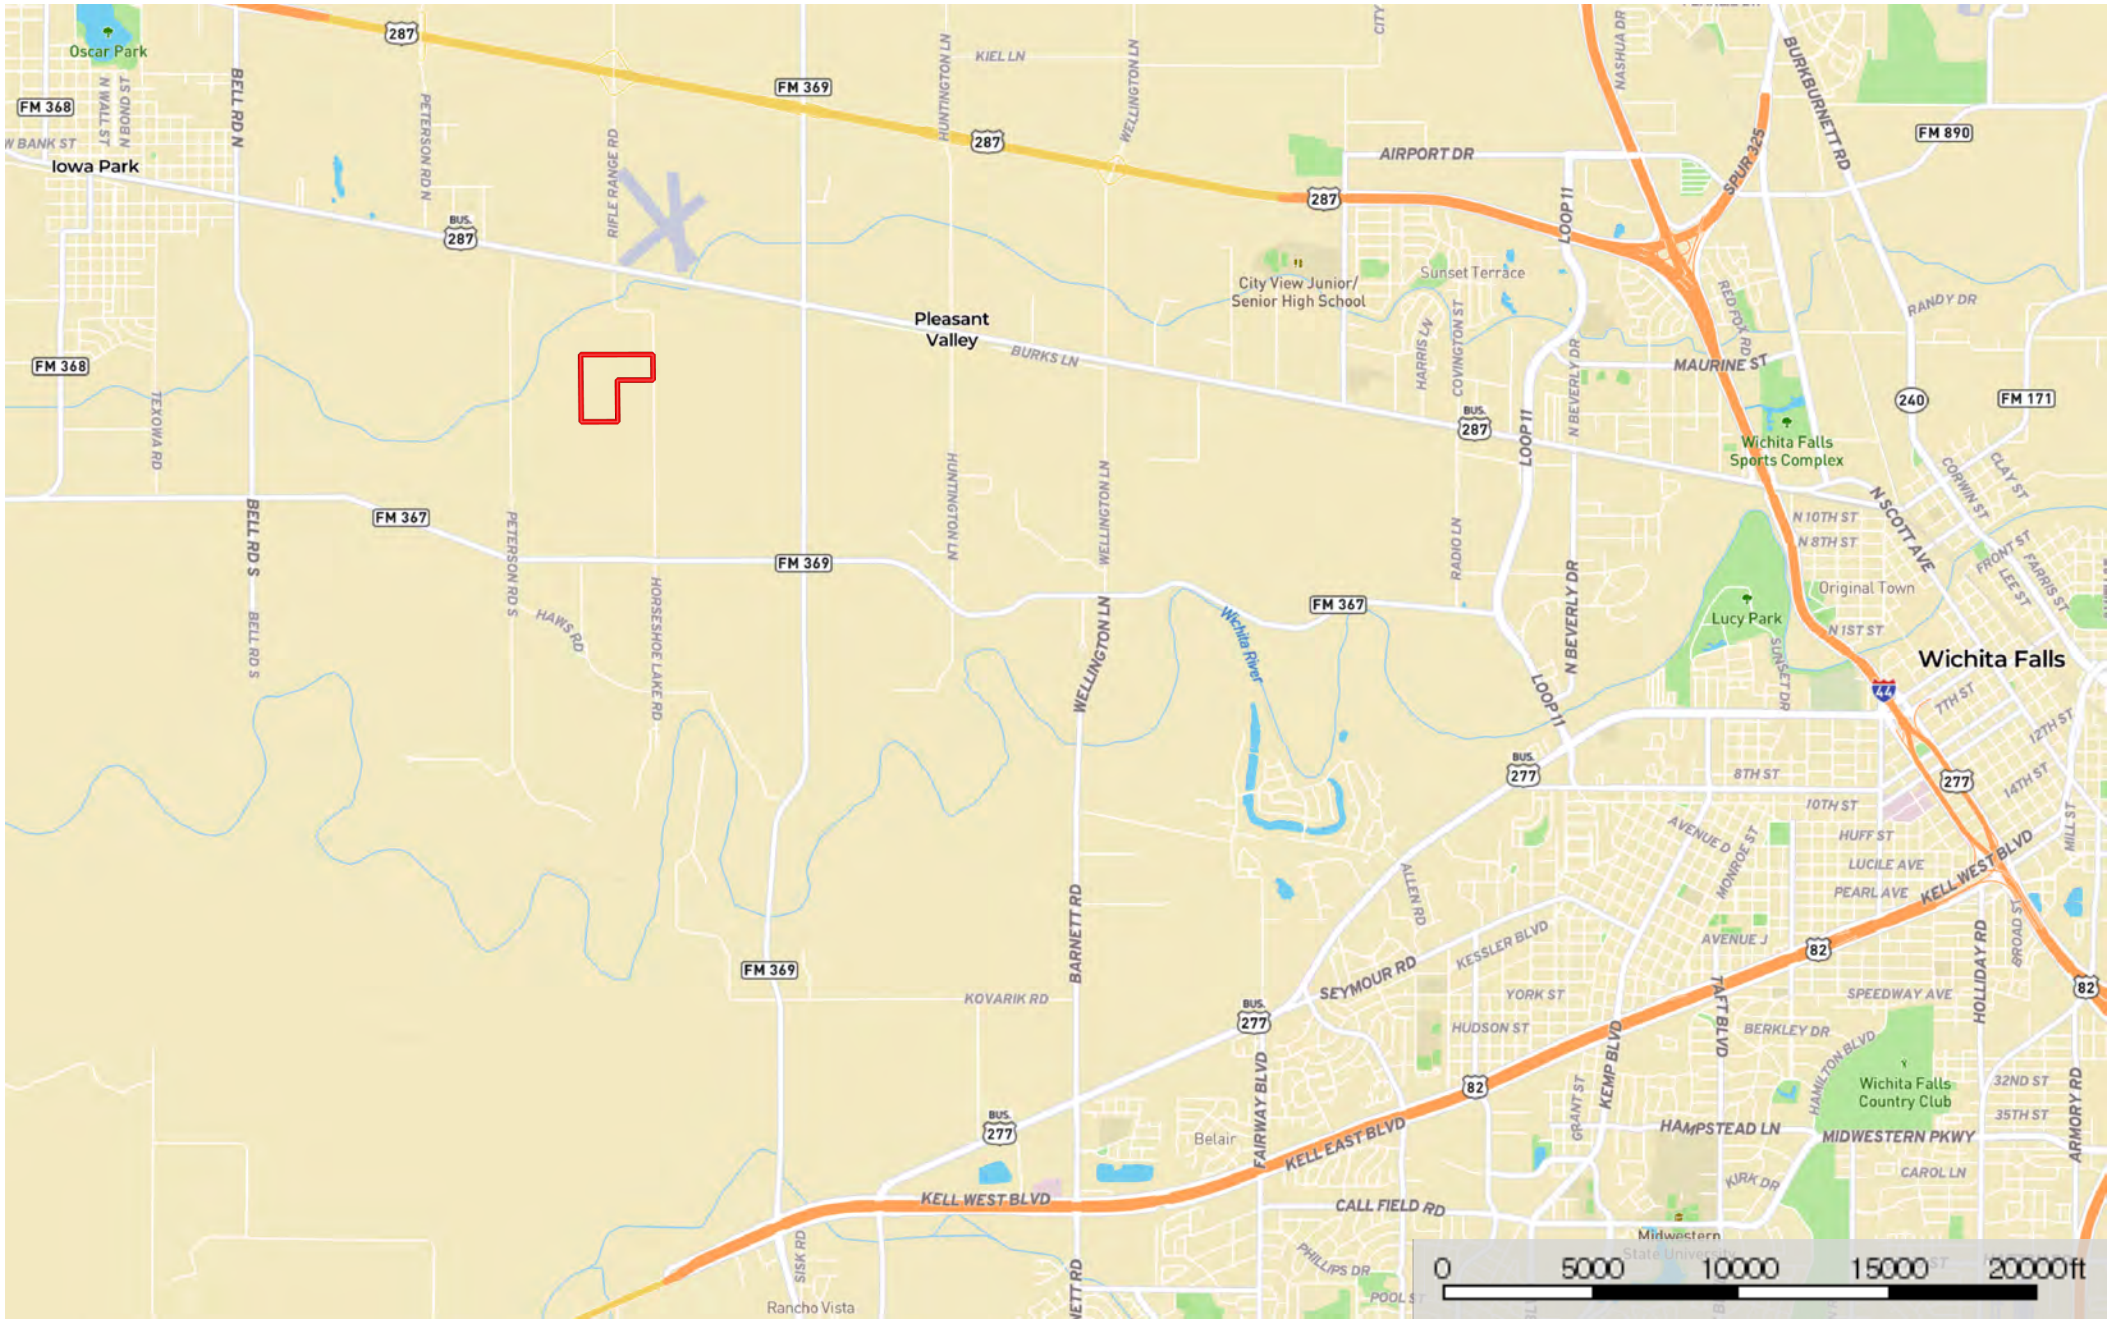 287
Oscar Park
FM 368
N WALL ST
N BOND ST
BELL RD N
W BANK ST
Iowa Park
PETERSON RD N
RIFLE RANGE RD
FM 369
HUNTINGTON LN
KIEL LN
WELLINGTON LN
287
CITY
NASHUA DR
BURKBURNETT RD
FM 890
AIRPORT DR
SPUR 325
LOOP 11
287
BUS.
287
City View Junior/
Senior High School
Sunset Terrace
REDFOX RD
RANDY DR
Pleasant
Valley
BURKS LN
HARRIS LN
COVINGTON ST
N BEVERLY DR
MAURINE ST
FM 368
TEXOWA RD
240
FM 171
BUS.
287
LOOP 11
Wichita Falls
Sports Complex
CORWIN ST
CLAY ST
BELL RD S
FM 367
PETERSON RD S
HUNTINGTON LN
WELLINGTON LN
RADIO LN
N SCOTT AVE
N 10TH ST
N 8TH ST
FRONT ST
FARRIS ST
LEE ST
FM 369
Original Town
HORSESHOE LAKE RD
HAWS RD
BELL RD S
Wichita River
FM 367
N BEVERLY DR
Lucy Park
N 1ST ST
SUNSET DR
Wichita Falls
WELLINGTON LN
LOOP 11
44
7TH ST
12TH ST
BUS.
277
8TH ST
277
14TH ST
10TH ST
AVENUE D
MONROE ST
HUFF ST
MILL ST
LUCILE AVE
PEARL AVE
KELL WEST BLVD
ALLEN RD
BARNETT RD
KESSLER BLVD
AVENUE J
82
HOLLIDAY RD
BROAD ST
FM 369
SEYMOUR RD
KOVARIK RD
YORK ST
TAFT BLVD
SPEEDWAY AVE
82
BUS.
277
HUDSON ST
KEMP BLVD
BERKLEY DR
HAMILTON BLVD
FAIRWAY BLVD
82
GRANT ST
Wichita Falls
Country Club
32ND ST
35TH ST
ARMORY RD
BUS.
277
Belair
KELL EAST BLVD
HAMPSTEAD LN
MIDWESTERN PKWY
CAROL LN
KIRK DR
KELL WEST BLVD
CALL FIELD RD
SISK RD
Midwestern
State University
PHILLIPS DR
NETT RD
POOL S
Rancho Vista
0 5000 10000 15000 20000ft